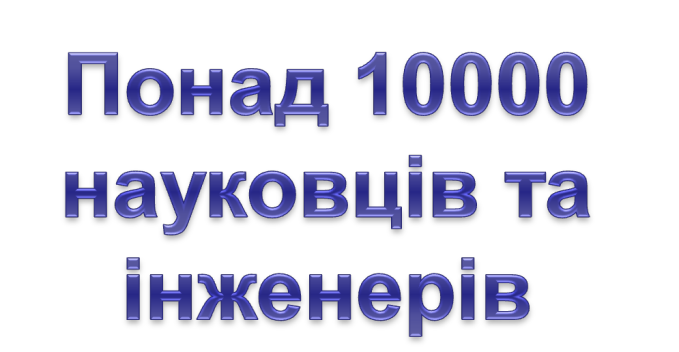 Понад 10000
науковців та
інженерів